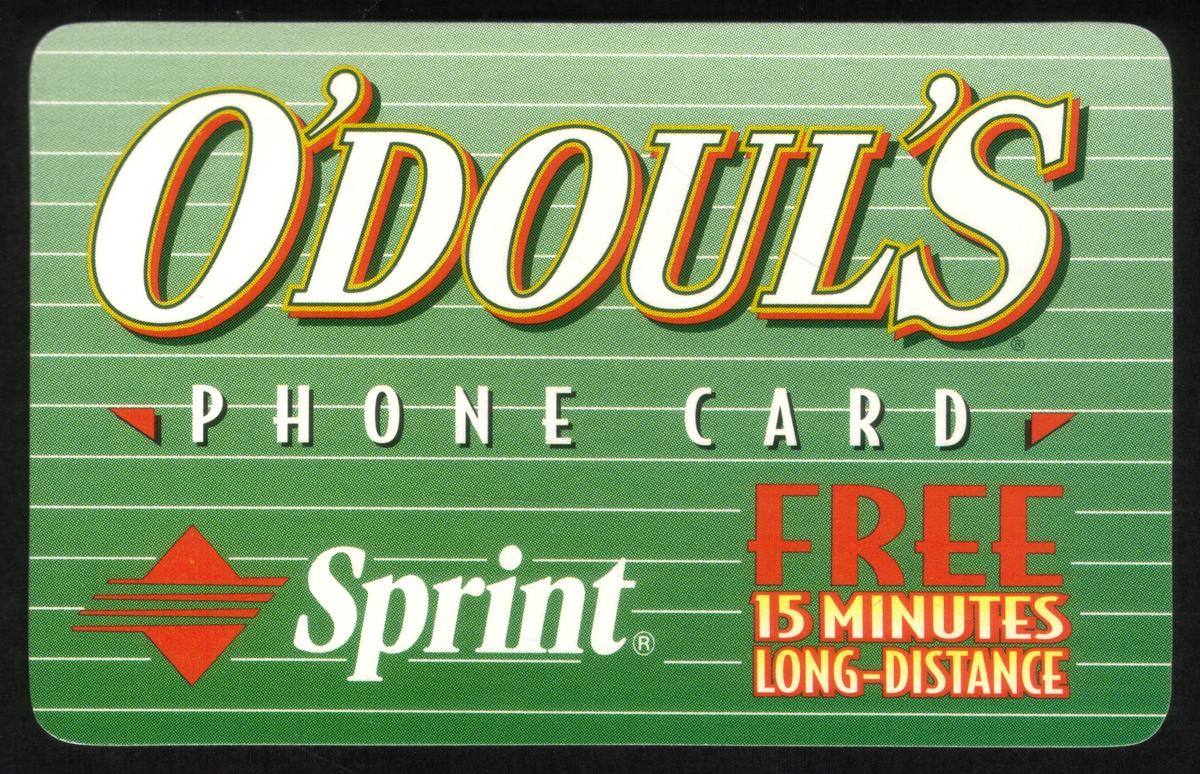 O'DOUL'S®
PHONE CARD
Sprint®
FREE
15 MINUTES
LONG-DISTANCE